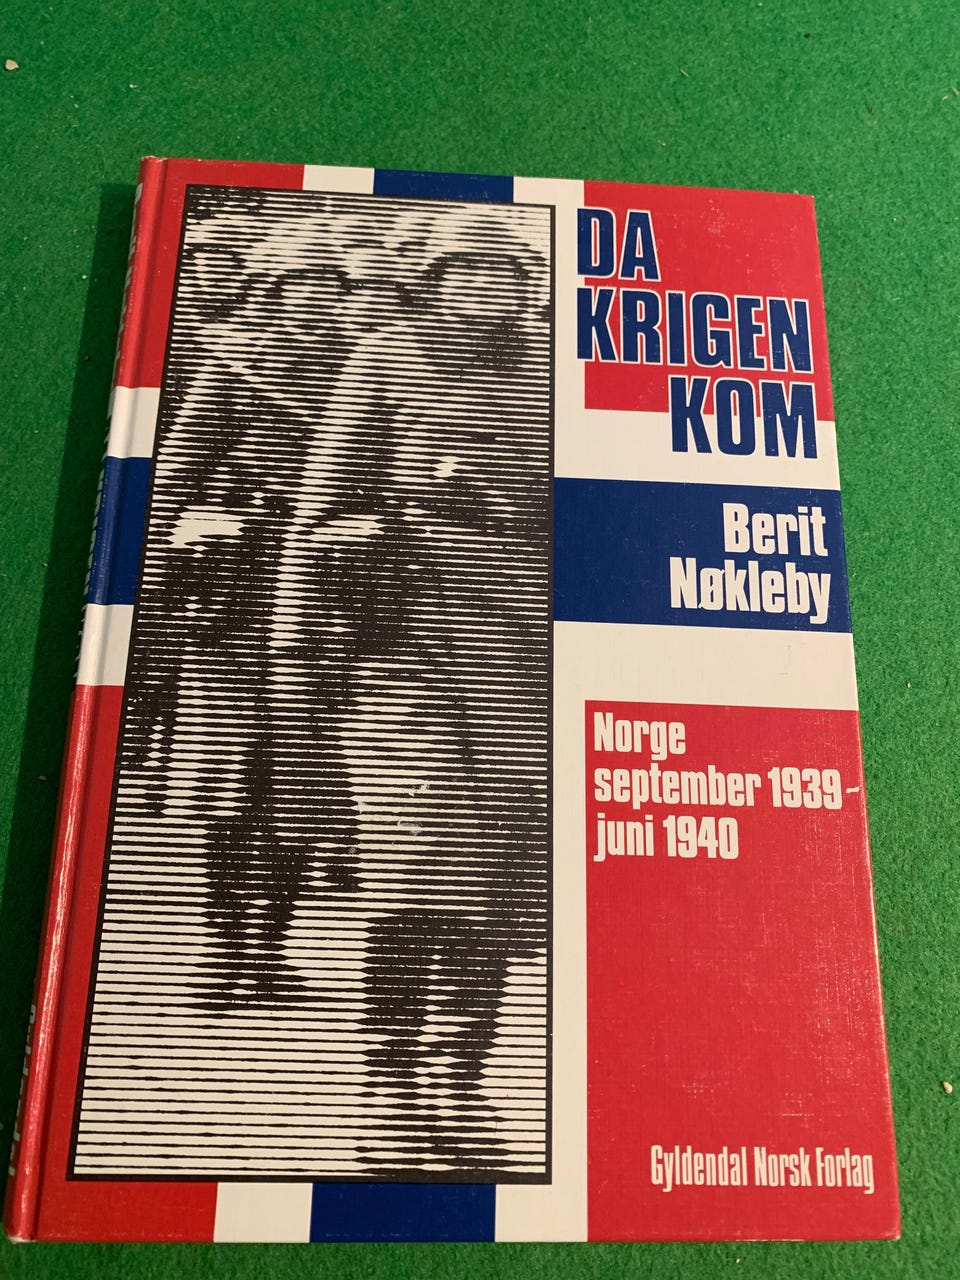 DA
KRIGEN
KOM
Berit
Nøkleby
Norge
september 1939-
juni 1940
Gyldendal Norsk Forlag